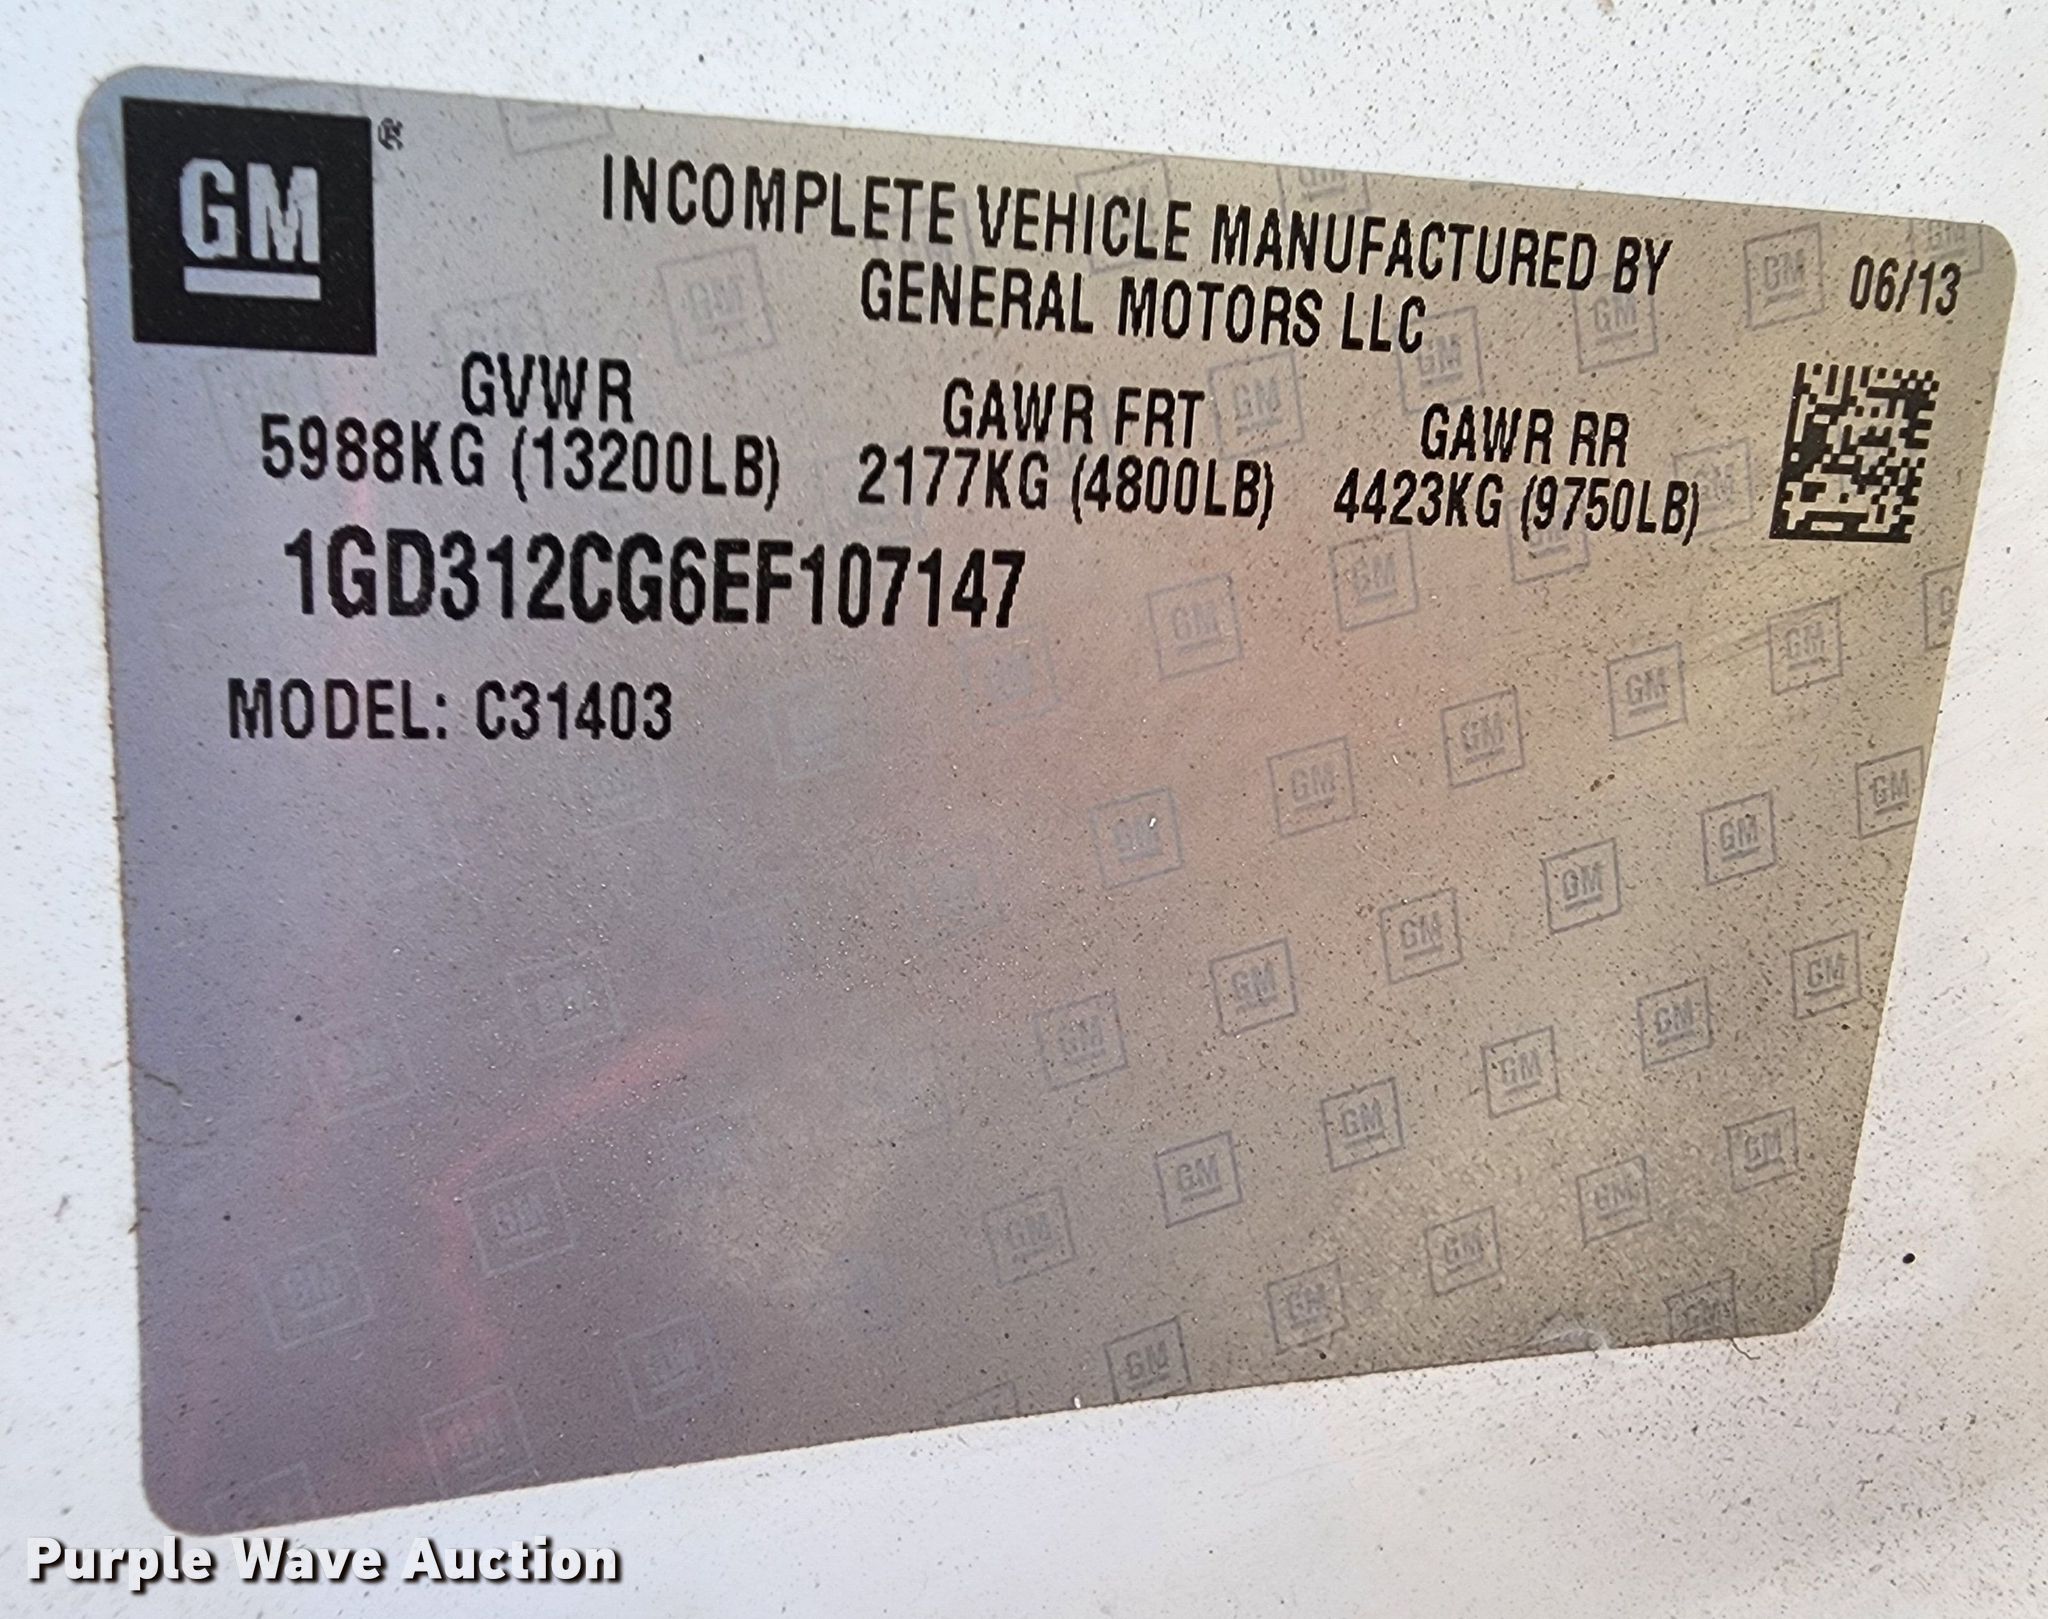 GM®
INCOMPLETE VEHICLE MANUFACTURED BY
GENERAL MOTORS LLC
06/13
GVWR
5988KG (13200LB)
GAWR FRT
2177KG (4800LB)
GAWR RR
4423KG (9750LB)
1GD312CG6EF107147
MODEL: C31403
Purple Wave Auction